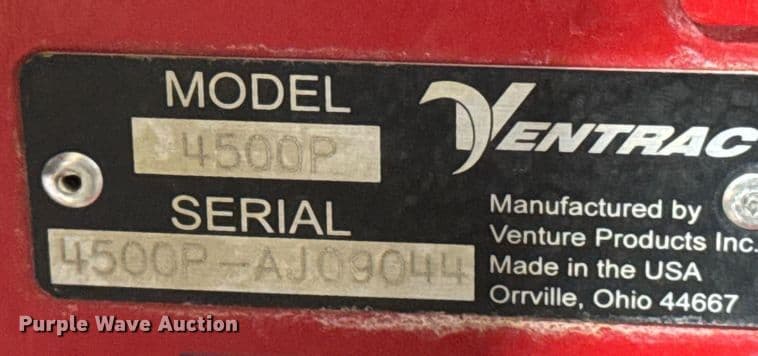 MODEL
4500P
SERIAL
4500P-AJ09044
VENTRAC
Manufactured by
Venture Products Inc.
Made in the USA
Orrville, Ohio 44667
Purple Wave Auction